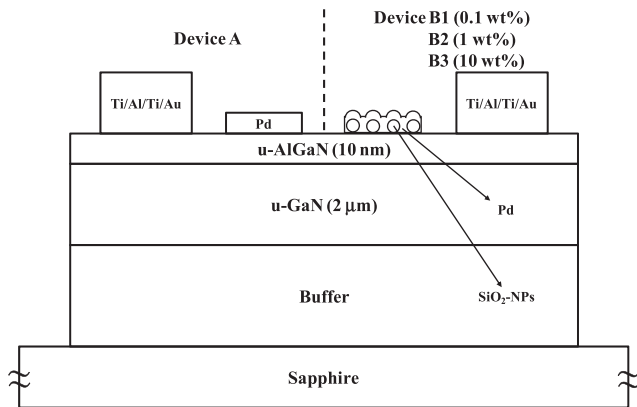 Device A
Device B1 (0.1 wt%)
B2 (1 wt%)
B3 (10 wt%)
Ti/Al/Ti/Au
Pd
Ti/Al/Ti/Au
u-AlGaN (10 nm)
u-GaN (2 μm)
Pd
Buffer
SiO₂-NPs
Sapphire